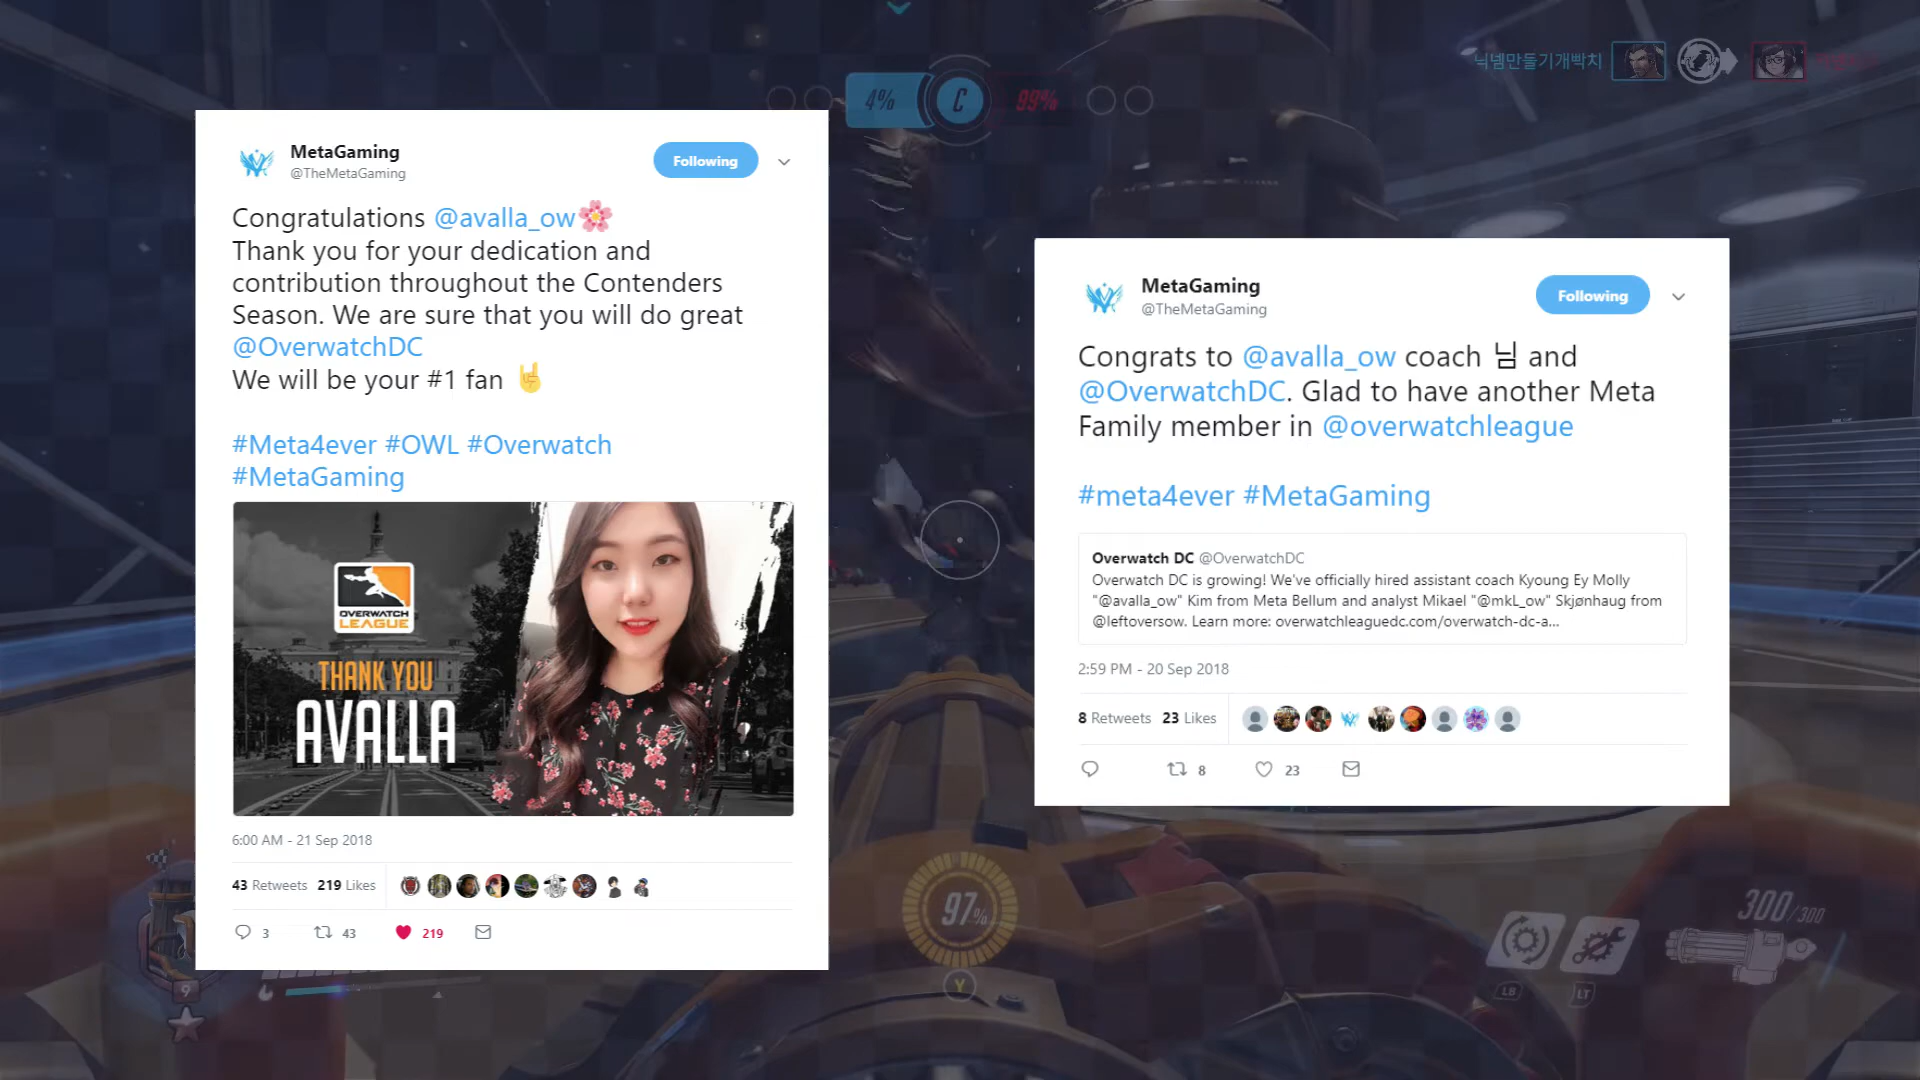 닉넴만들기개빡치
4%
C
99%
MetaGaming
@TheMetaGaming
Following
Congratulations @avalla_ow🌸
Thank you for your dedication and
contribution throughout the Contenders
Season. We are sure that you will do great
@OverwatchDC
We will be your #1 fan 🤘
#Meta4ever #OWL #Overwatch
#MetaGaming
OVERWATCH
LEAGUE
THANK YOU
AVALLA
6:00 AM - 21 Sep 2018
43 Retweets 219 Likes
3 43 219
MetaGaming
@TheMetaGaming
Following
Congrats to @avalla_ow coach 님 and
@OverwatchDC. Glad to have another Meta
Family member in @overwatchleague
#meta4ever #MetaGaming
Overwatch DC @OverwatchDC
Overwatch DC is growing! We've officially hired assistant coach Kyoung Ey Molly
"@avalla_ow" Kim from Meta Bellum and analyst Mikael "@mkL_ow" Skjønhaug from
@leftoversow. Learn more: overwatchleaguedc.com/overwatch-dc-a...
2:59 PM - 20 Sep 2018
8 Retweets 23 Likes
8 23
97%
Y
9
300/300
LB LT